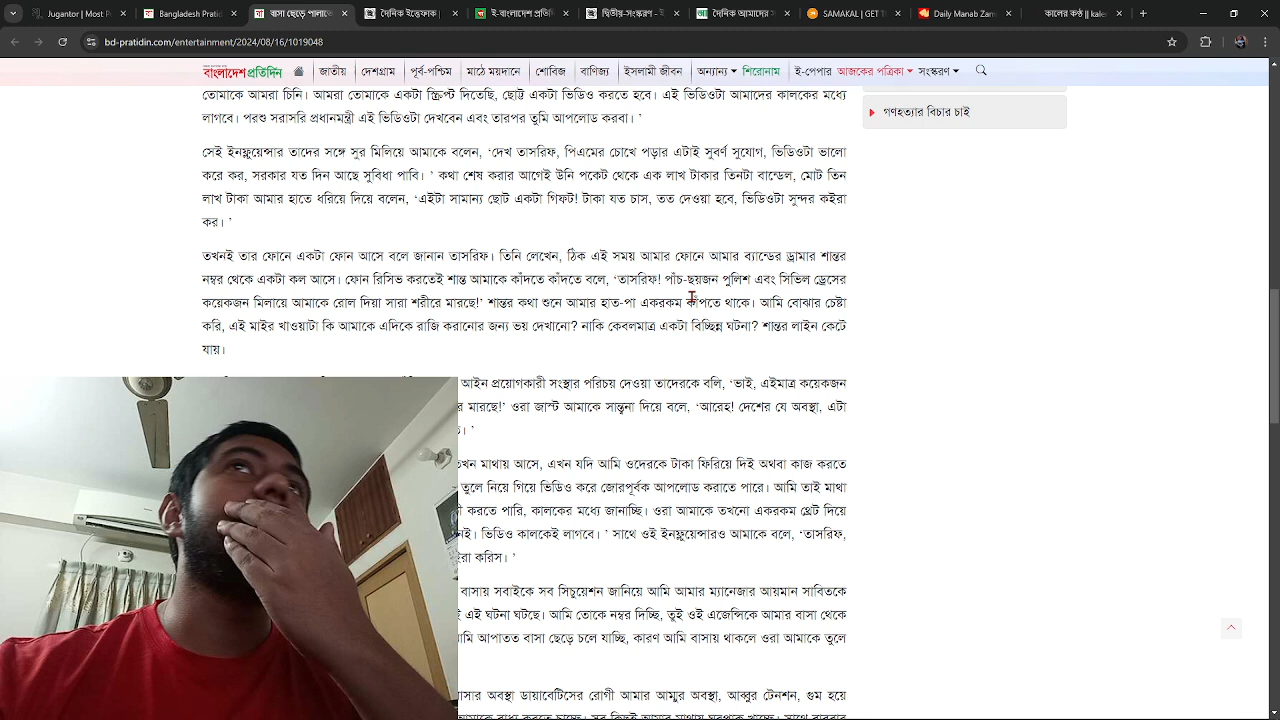 Jugantor | Most P
Bangladesh Pratid
বাসা ছেড়ে পালাতে
দৈনিক ইত্তেফাক
ই-বাংলাদেশ প্রতিদি
দ্বিতীয়-সংস্করণ - ই
দৈনিক আমাদের স
SAMAKAL | GET T
Daily Manab Zam
কালের কণ্ঠ || kale
bd-pratidin.com/entertainment/2024/08/16/1019048
বাংলাদেশ প্রতিদিন জাতীয় দেশগ্রাম পূর্ব-পশ্চিম মাঠে ময়দানে শোবিজ বাণিজ্য ইসলামী জীবন অন্যান্য শিরোনাম ই-পেপার আজকের পত্রিকা সংস্করণ
তোমাকে আমরা চিনি। আমরা তোমাকে একটা স্ক্রিপ্ট দিতেছি, ছোট্ট একটা ভিডিও করতে হবে। এই ভিডিওটা আমাদের কালকের মধ্যে
লাগবে। পরশু সরাসরি প্রধানমন্ত্রী এই ভিডিওটা দেখবেন এবং তারপর তুমি আপলোড করবা। ’
গণহত্যার বিচার চাই
সেই ইনফ্লুয়েন্সার তাদের সঙ্গে সুর মিলিয়ে আমাকে বলেন, ‘দেখ তাসরিফ, পিএমের চোখে পড়ার এটাই সুবর্ণ সুযোগ, ভিডিওটা ভালো
করে কর, সরকার যত দিন আছে সুবিধা পাবি। ’ কথা শেষ করার আগেই উনি পকেট থেকে এক লাখ টাকার তিনটা বান্ডেল, মোট তিন
লাখ টাকা আমার হাতে ধরিয়ে দিয়ে বলেন, ‘এইটা সামান্য ছোট একটা গিফট! টাকা যত চাস, তত দেওয়া হবে, ভিডিওটা সুন্দর কইরা
কর। ’
তখনই তার ফোনে একটা ফোন আসে বলে জানান তাসরিফ। তিনি লেখেন, ঠিক এই সময় আমার ফোনে আমার ব্যান্ডের ড্রামার শান্তর
নম্বর থেকে একটা কল আসে। ফোন রিসিভ করতেই শান্ত আমাকে কাঁদতে কাঁদতে বলে, ‘তাসরিফ! পাঁচ-ছয়জন পুলিশ এবং সিভিল ড্রেসের
কয়েকজন মিলায়ে আমাকে রোল দিয়া সারা শরীরে মারছে!’ শান্তর কথা শুনে আমার হাত-পা একরকম কাঁপতে থাকে। আমি বোঝার চেষ্টা
করি, এই মাইর খাওয়াটা কি আমাকে এদিকে রাজি করানোর জন্য ভয় দেখানো? নাকি কেবলমাত্র একটা বিচ্ছিন্ন ঘটনা? শান্তর লাইন কেটে
যায়।
আইন প্রয়োগকারী সংস্থার পরিচয় দেওয়া তাদেরকে বলি, ‘ভাই, এইমাত্র কয়েকজন
মারছে!’ ওরা জাস্ট আমাকে সান্ত্বনা দিয়ে বলে, ‘আরেহ! দেশের যে অবস্থা, এটা
মাথায় আসে, এখন যদি আমি ওদেরকে টাকা ফিরিয়ে দিই অথবা কাজ করতে
তুলে নিয়ে গিয়ে ভিডিও করে জোরপূর্বক আপলোড করাতে পারে। আমি তাই মাথা
করতে পারি, কালকের মধ্যে জানাচ্ছি। ওরা আমাকে তখনো একরকম থ্রেট দিয়ে
ভিডিও কালকেই লাগবে। ’ সাথে ওই ইনফ্লুয়েন্সারও আমাকে বলে, ‘তাসরিফ,
করিস। ’
বাসায় সবাইকে সব সিচুয়েশন জানিয়ে আমি আমার ম্যানেজার আয়মান সাবিতকে
এই ঘটনা ঘটছে। আমি তোকে নম্বর দিচ্ছি, তুই ওই এজেন্সিকে আমার বাসা থেকে
আপাতত বাসা ছেড়ে চলে যাচ্ছি, কারণ আমি বাসায় থাকলে ওরা আমাকে তুলে
অবস্থা ডায়াবেটিসের রোগী আমার আম্মুর অবস্থা, আব্বুর টেনশন, গুম হয়ে